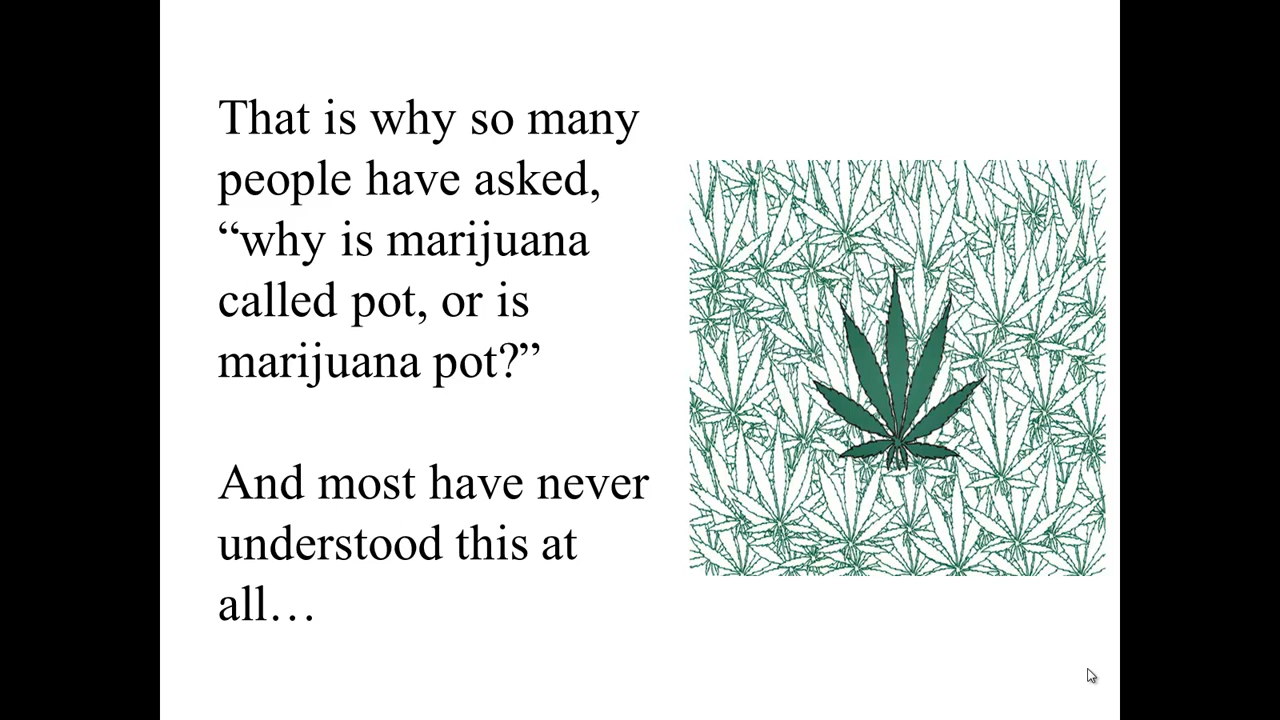 That is why so many
people have asked,
“why is marijuana
called pot, or is
marijuana pot?”
And most have never
understood this at
all…